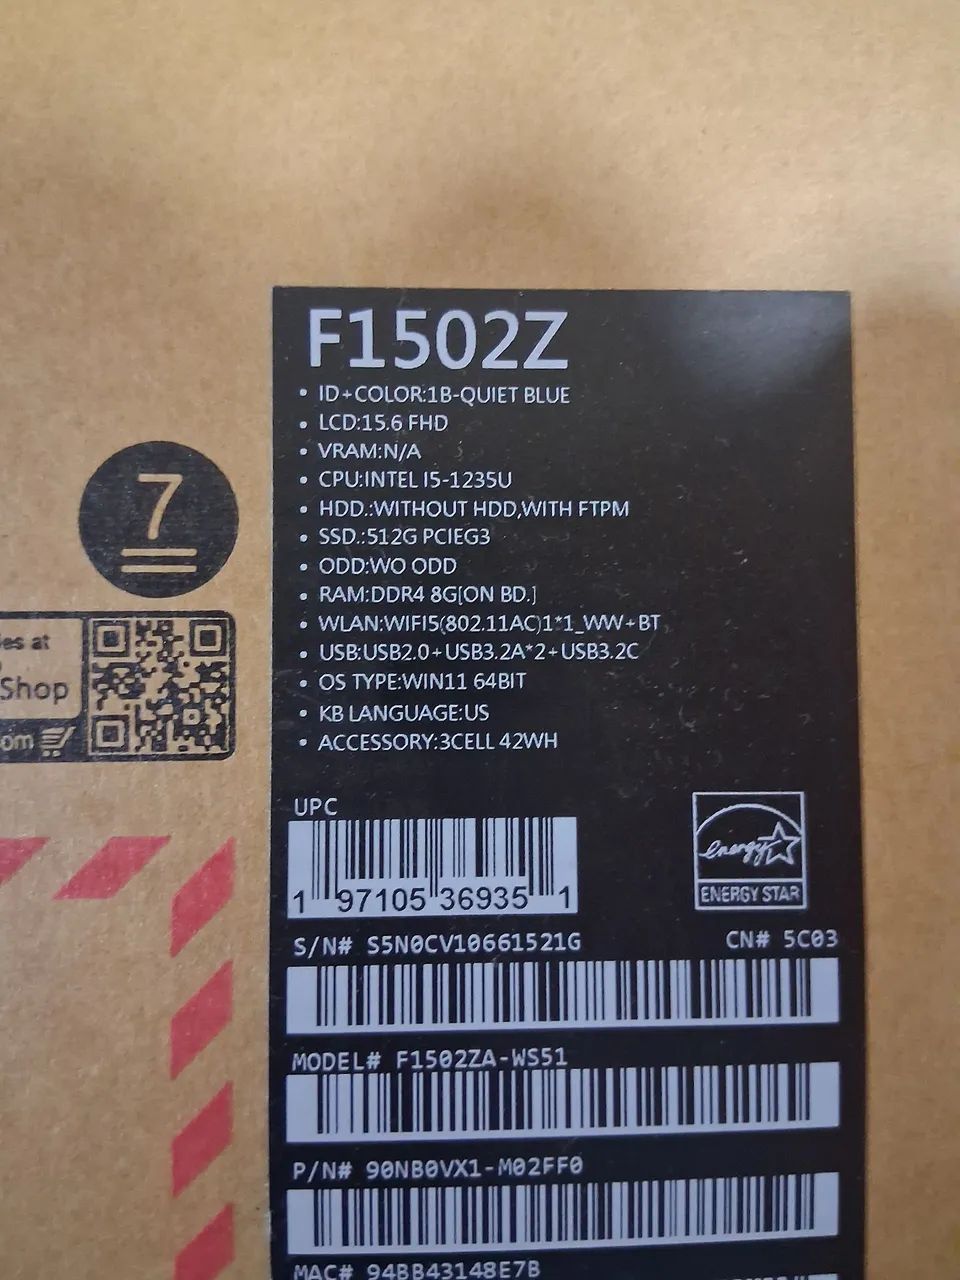 F1502Z
• ID+COLOR:1B-QUIET BLUE
• LCD:15.6 FHD
• VRAM:N/A
• CPU:INTEL I5-1235U
• HDD.:WITHOUT HDD,WITH FTPM
• SSD.:512G PCIEG3
• ODD:WO ODD
• RAM:DDR4 8G[ON BD.]
• WLAN:WIFI5(802.11AC)1*1_WW+BT
• USB:USB2.0+USB3.2A*2+USB3.2C
• OS TYPE:WIN11 64BIT
• KB LANGUAGE:US
• ACCESSORY:3CELL 42WH
7
at
Shop
UPC
1 97105 36935 1
energy
ENERGY STAR
S/N# S5N0CV10661521G CN# 5C03
MODEL# F1502ZA-WS51
P/N# 90NB0VX1-M02FF0
MAC# 94BB43148E7B